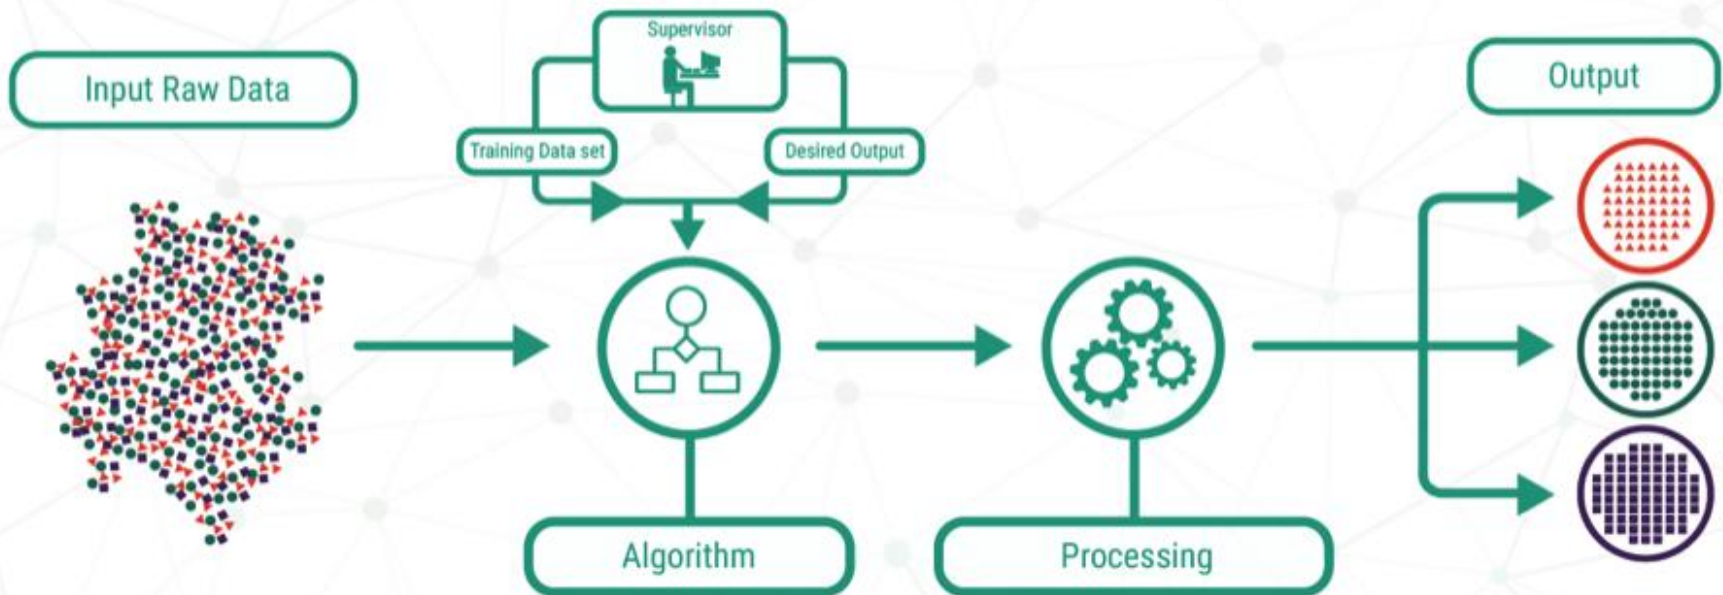 Input Raw Data
Supervisor
Training Data set
Desired Output
Algorithm
Processing
Output